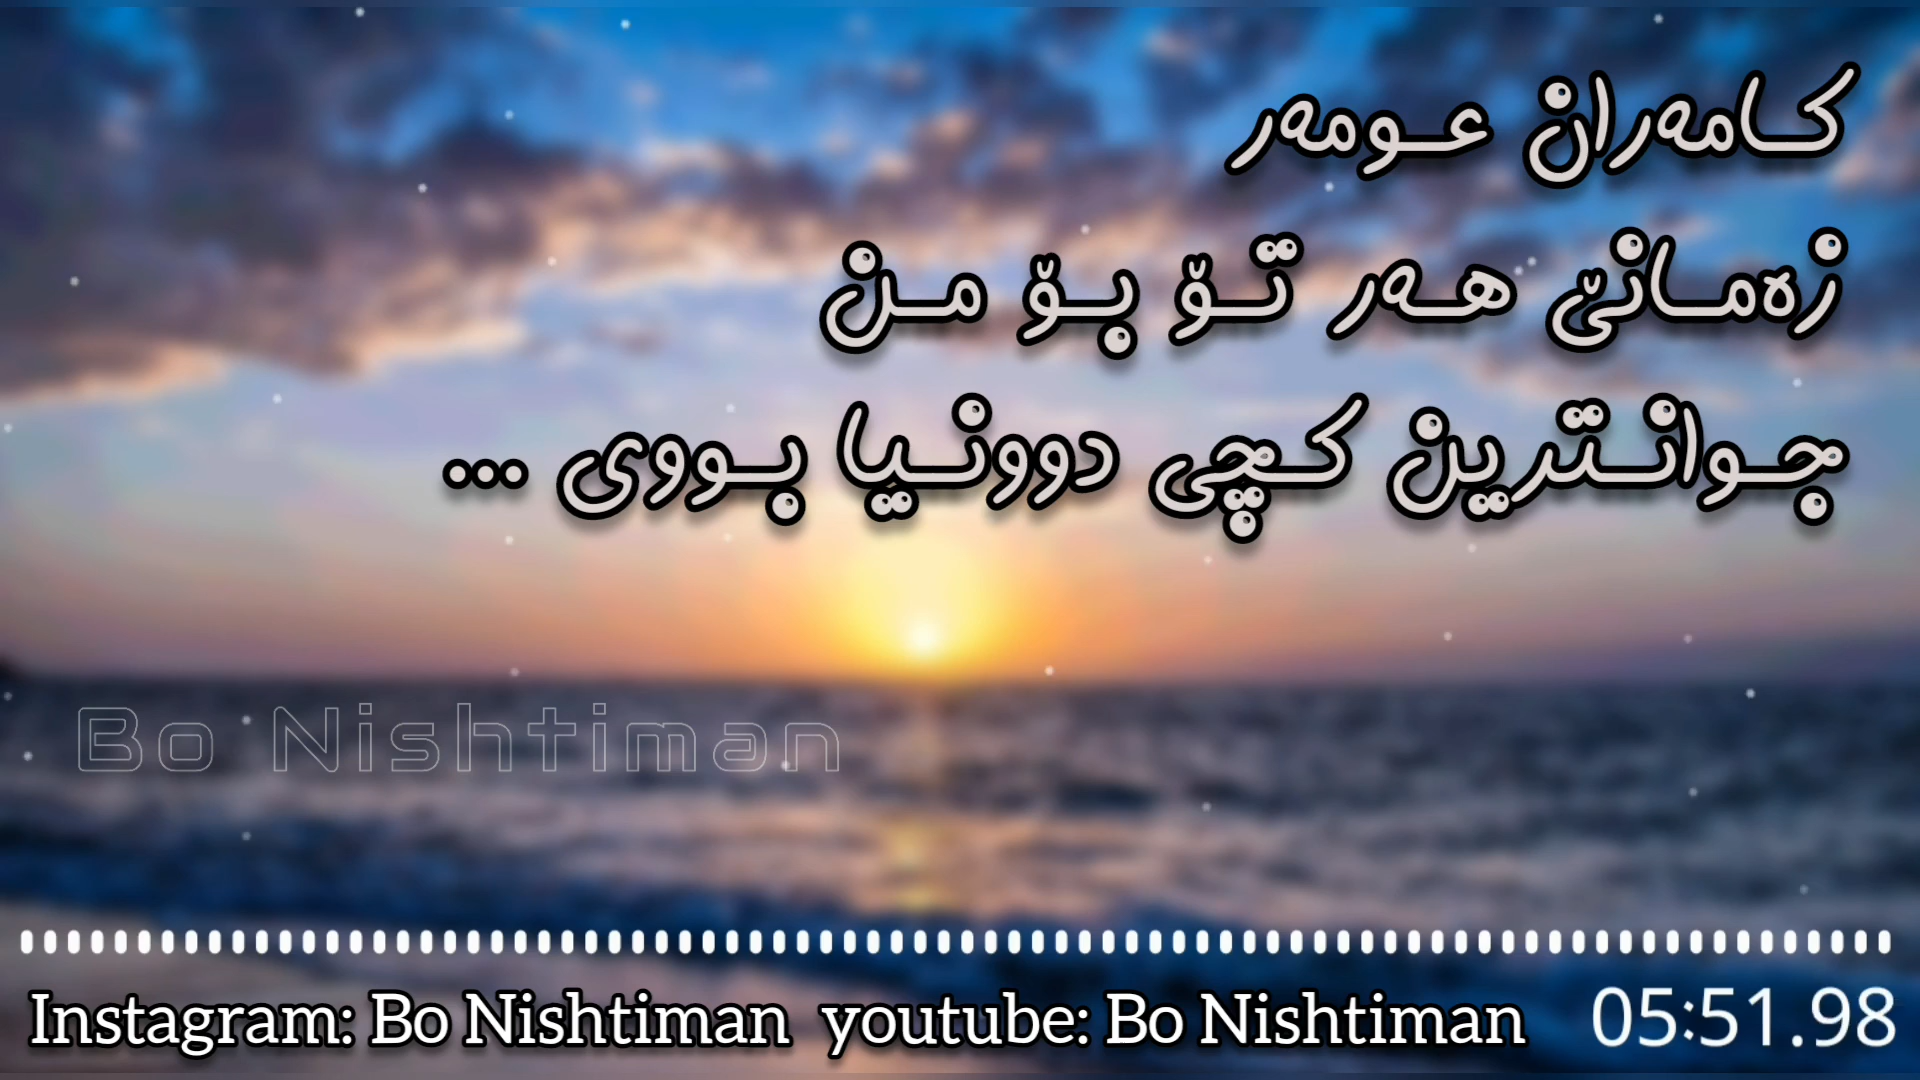 کامەران عومەر
زەمانێ هەر تۆ بۆ من
جوانترین کچی دوونیا بووی ...
Bo Nishtiman
Instagram: Bo Nishtiman youtube: Bo Nishtiman 05:51.98